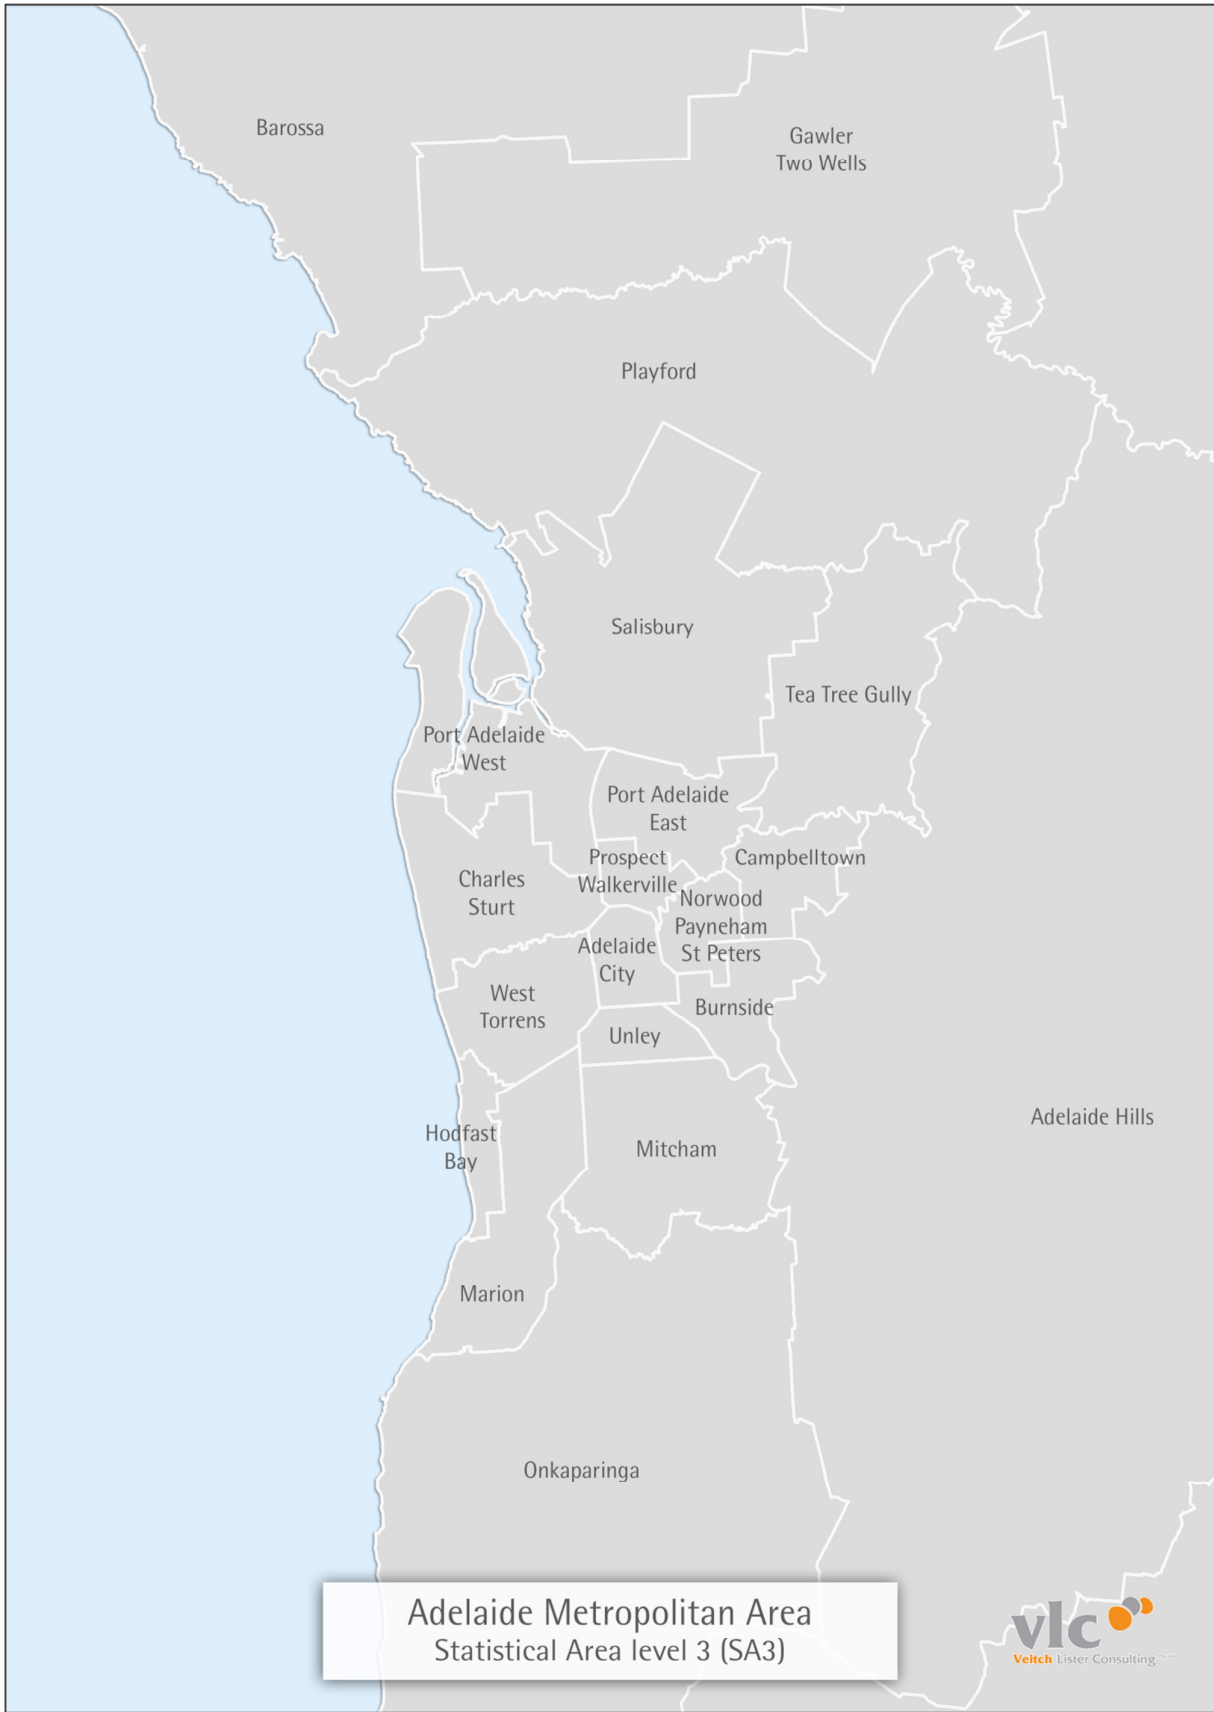 Barossa
Gawler
Two Wells
Playford
Salisbury
Tea Tree Gully
Port Adelaide
West
Port Adelaide
East
Prospect
Walkerville
Campbelltown
Charles
Sturt
Norwood
Payneham
St Peters
Adelaide
City
West
Torrens
Burnside
Unley
Hodfast
Bay
Mitcham
Adelaide Hills
Marion
Onkaparinga
Adelaide Metropolitan Area
Statistical Area level 3 (SA3)
vlc
Veitch Lister Consulting